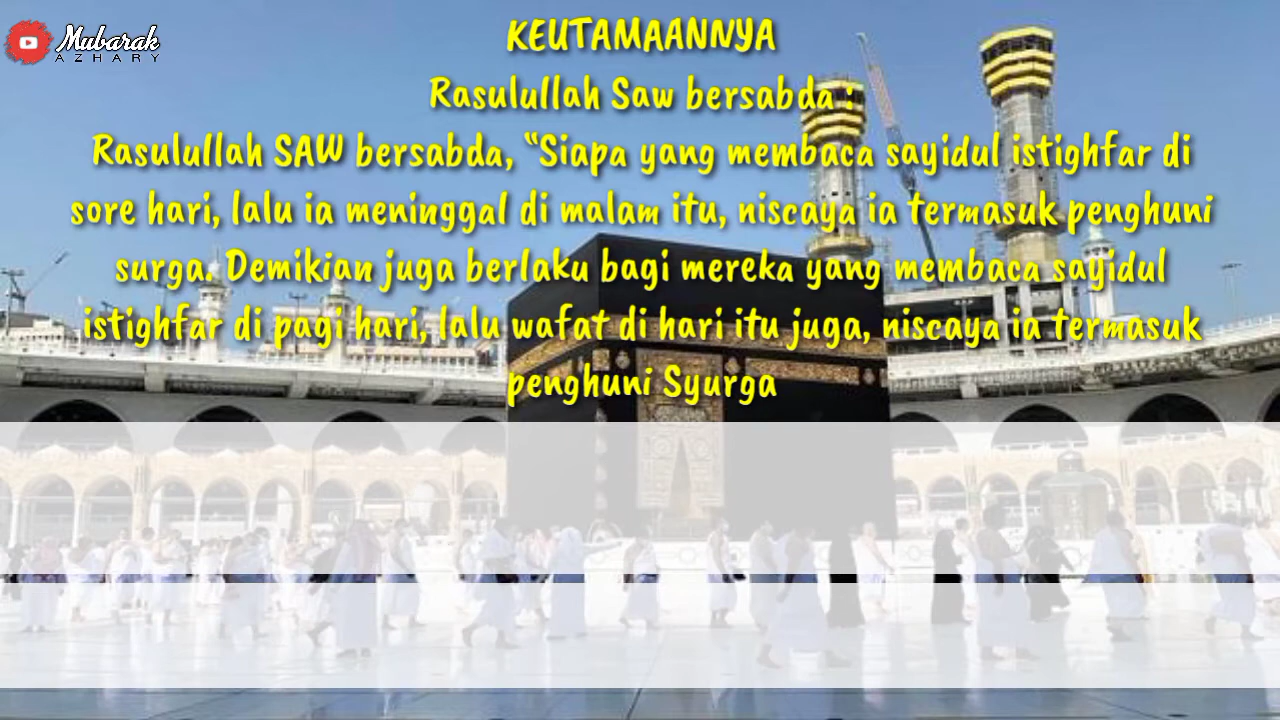 Mubarak
AZHARY
KEUTAMAANNYA
Rasulullah Saw bersabda :
Rasulullah SAW bersabda, “Siapa yang membaca sayidul istighfar di
sore hari, lalu ia meninggal di malam itu, niscaya ia termasuk penghuni
surga. Demikian juga berlaku bagi mereka yang membaca sayidul
istighfar di pagi hari, lalu wafat di hari itu juga, niscaya ia termasuk
penghuni Syurga